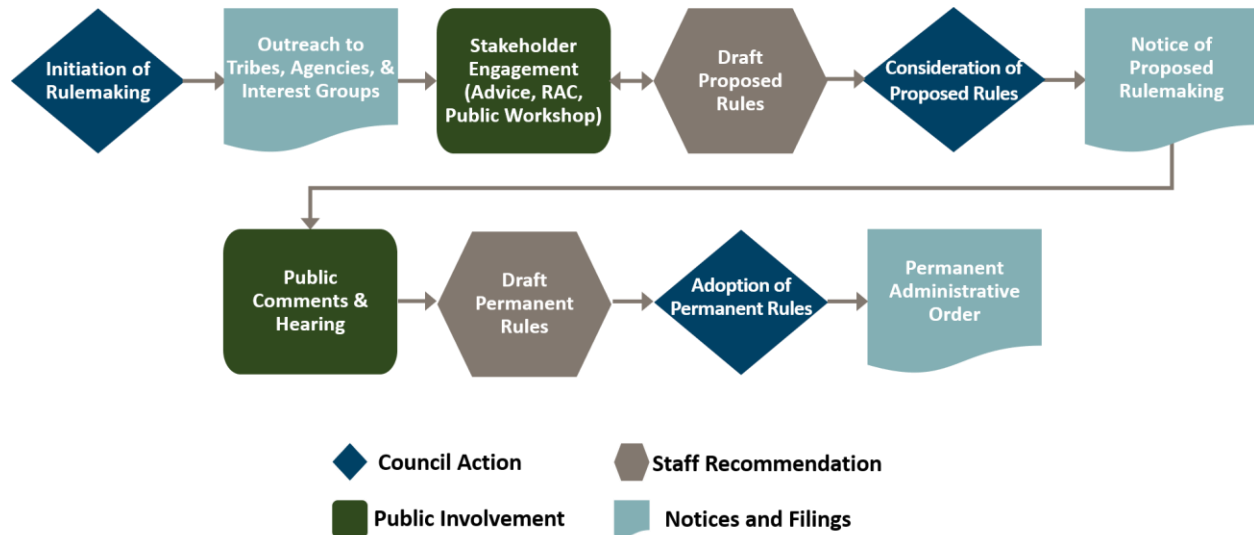 Initiation of
Rulemaking
Outreach to
Tribes, Agencies, &
Interest Groups
Stakeholder
Engagement
(Advice, RAC,
Public Workshop)
Draft
Proposed
Rules
Consideration of
Proposed Rules
Notice of
Proposed
Rulemaking
Public
Comments &
Hearing
Draft
Permanent
Rules
Adoption of
Permanent Rules
Permanent
Administrative
Order
Council Action
Staff Recommendation
Public Involvement
Notices and Filings